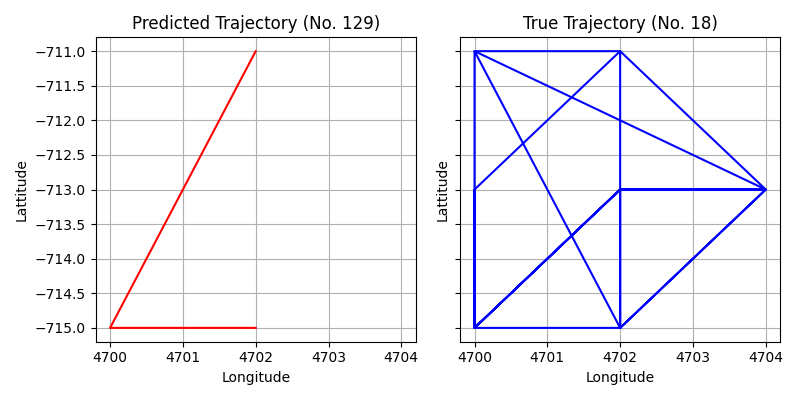 Predicted Trajectory (No. 129)
True Trajectory (No. 18)
Lattitude
−711.0
−711.5
−712.0
−712.5
−713.0
−713.5
−714.0
−714.5
−715.0
4700 4701 4702 4703 4704
Longitude
Lattitude
4700 4701 4702 4703 4704
Longitude